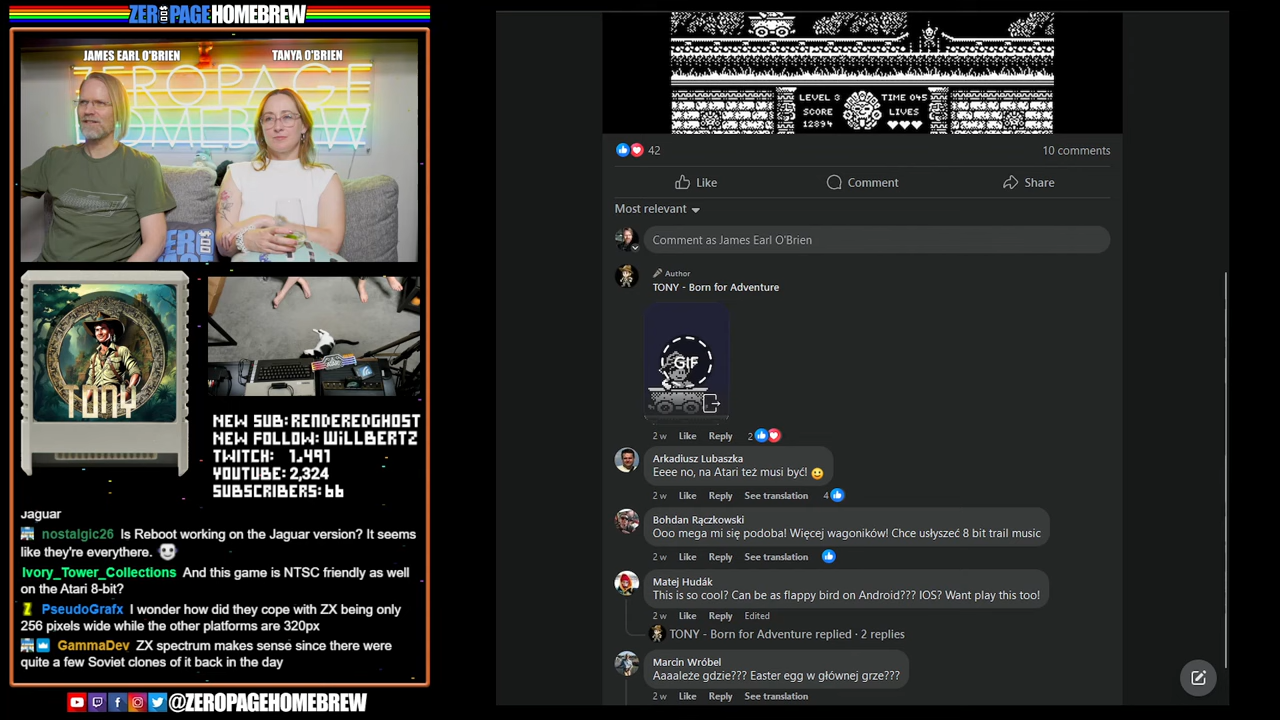 ZEROPAGE HOMEBREW
JAMES EARL O'BRIEN
TANYA O'BRIEN
TONY
NEW SUB: RENDEREDGHOST
NEW FOLLOW: WILLBERTZ
TWITCH: 1,491
YOUTUBE: 2,324
SUBSCRIBERS: 66
Jaguar
nostalgic26 Is Reboot working on the Jaguar version? It seems
like they're everywhere.
Ivory_Tower_Collections And this game is NTSC friendly as well
on the Atari 8-bit?
PseudoGrafx I wonder how did they cope with ZX being only
256 pixels wide while the other platforms are 320px
GammaDev ZX spectrum makes sense since there were
quite a few Soviet clones of it back in the day
@ZEROPAGEHOMEBREW
LEVEL 3
SCORE
12894
TIME 045
LIVES
42
10 comments
Like
Comment
Share
Most relevant
Comment as James Earl O'Brien
Author
TONY - Born for Adventure
GIF
2 w Like Reply 2
Arkadiusz Lubaszka
Eeee no, na Atari też musi być!
2 w Like Reply See translation 4
Bohdan Rączkowski
Ooo mega mi się podoba! Więcej wagoników! Chce usłyszeć 8 bit trail music
2 w Like Reply See translation
Matej Hudák
This is so cool? Can be as flappy bird on Android??? IOS? Want play this too!
2 w Like Reply Edited
TONY - Born for Adventure replied · 2 replies
Marcin Wróbel
Aaaależe gdzie??? Easter egg w głównej grze???
2 w Like Reply See translation